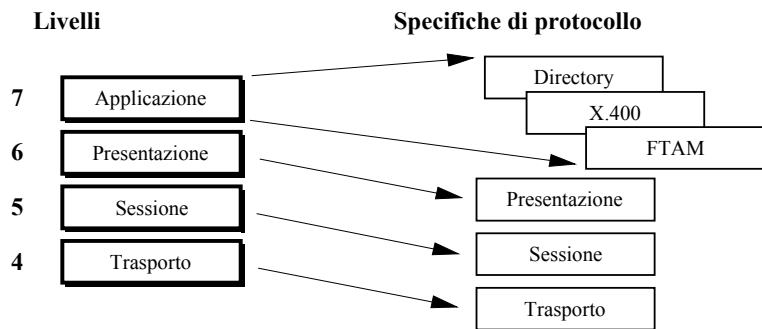 Livelli
Specifiche di protocollo
7
Applicazione
6
Presentazione
5
Sessione
4
Trasporto
Directory
X.400
FTAM
Presentazione
Sessione
Trasporto